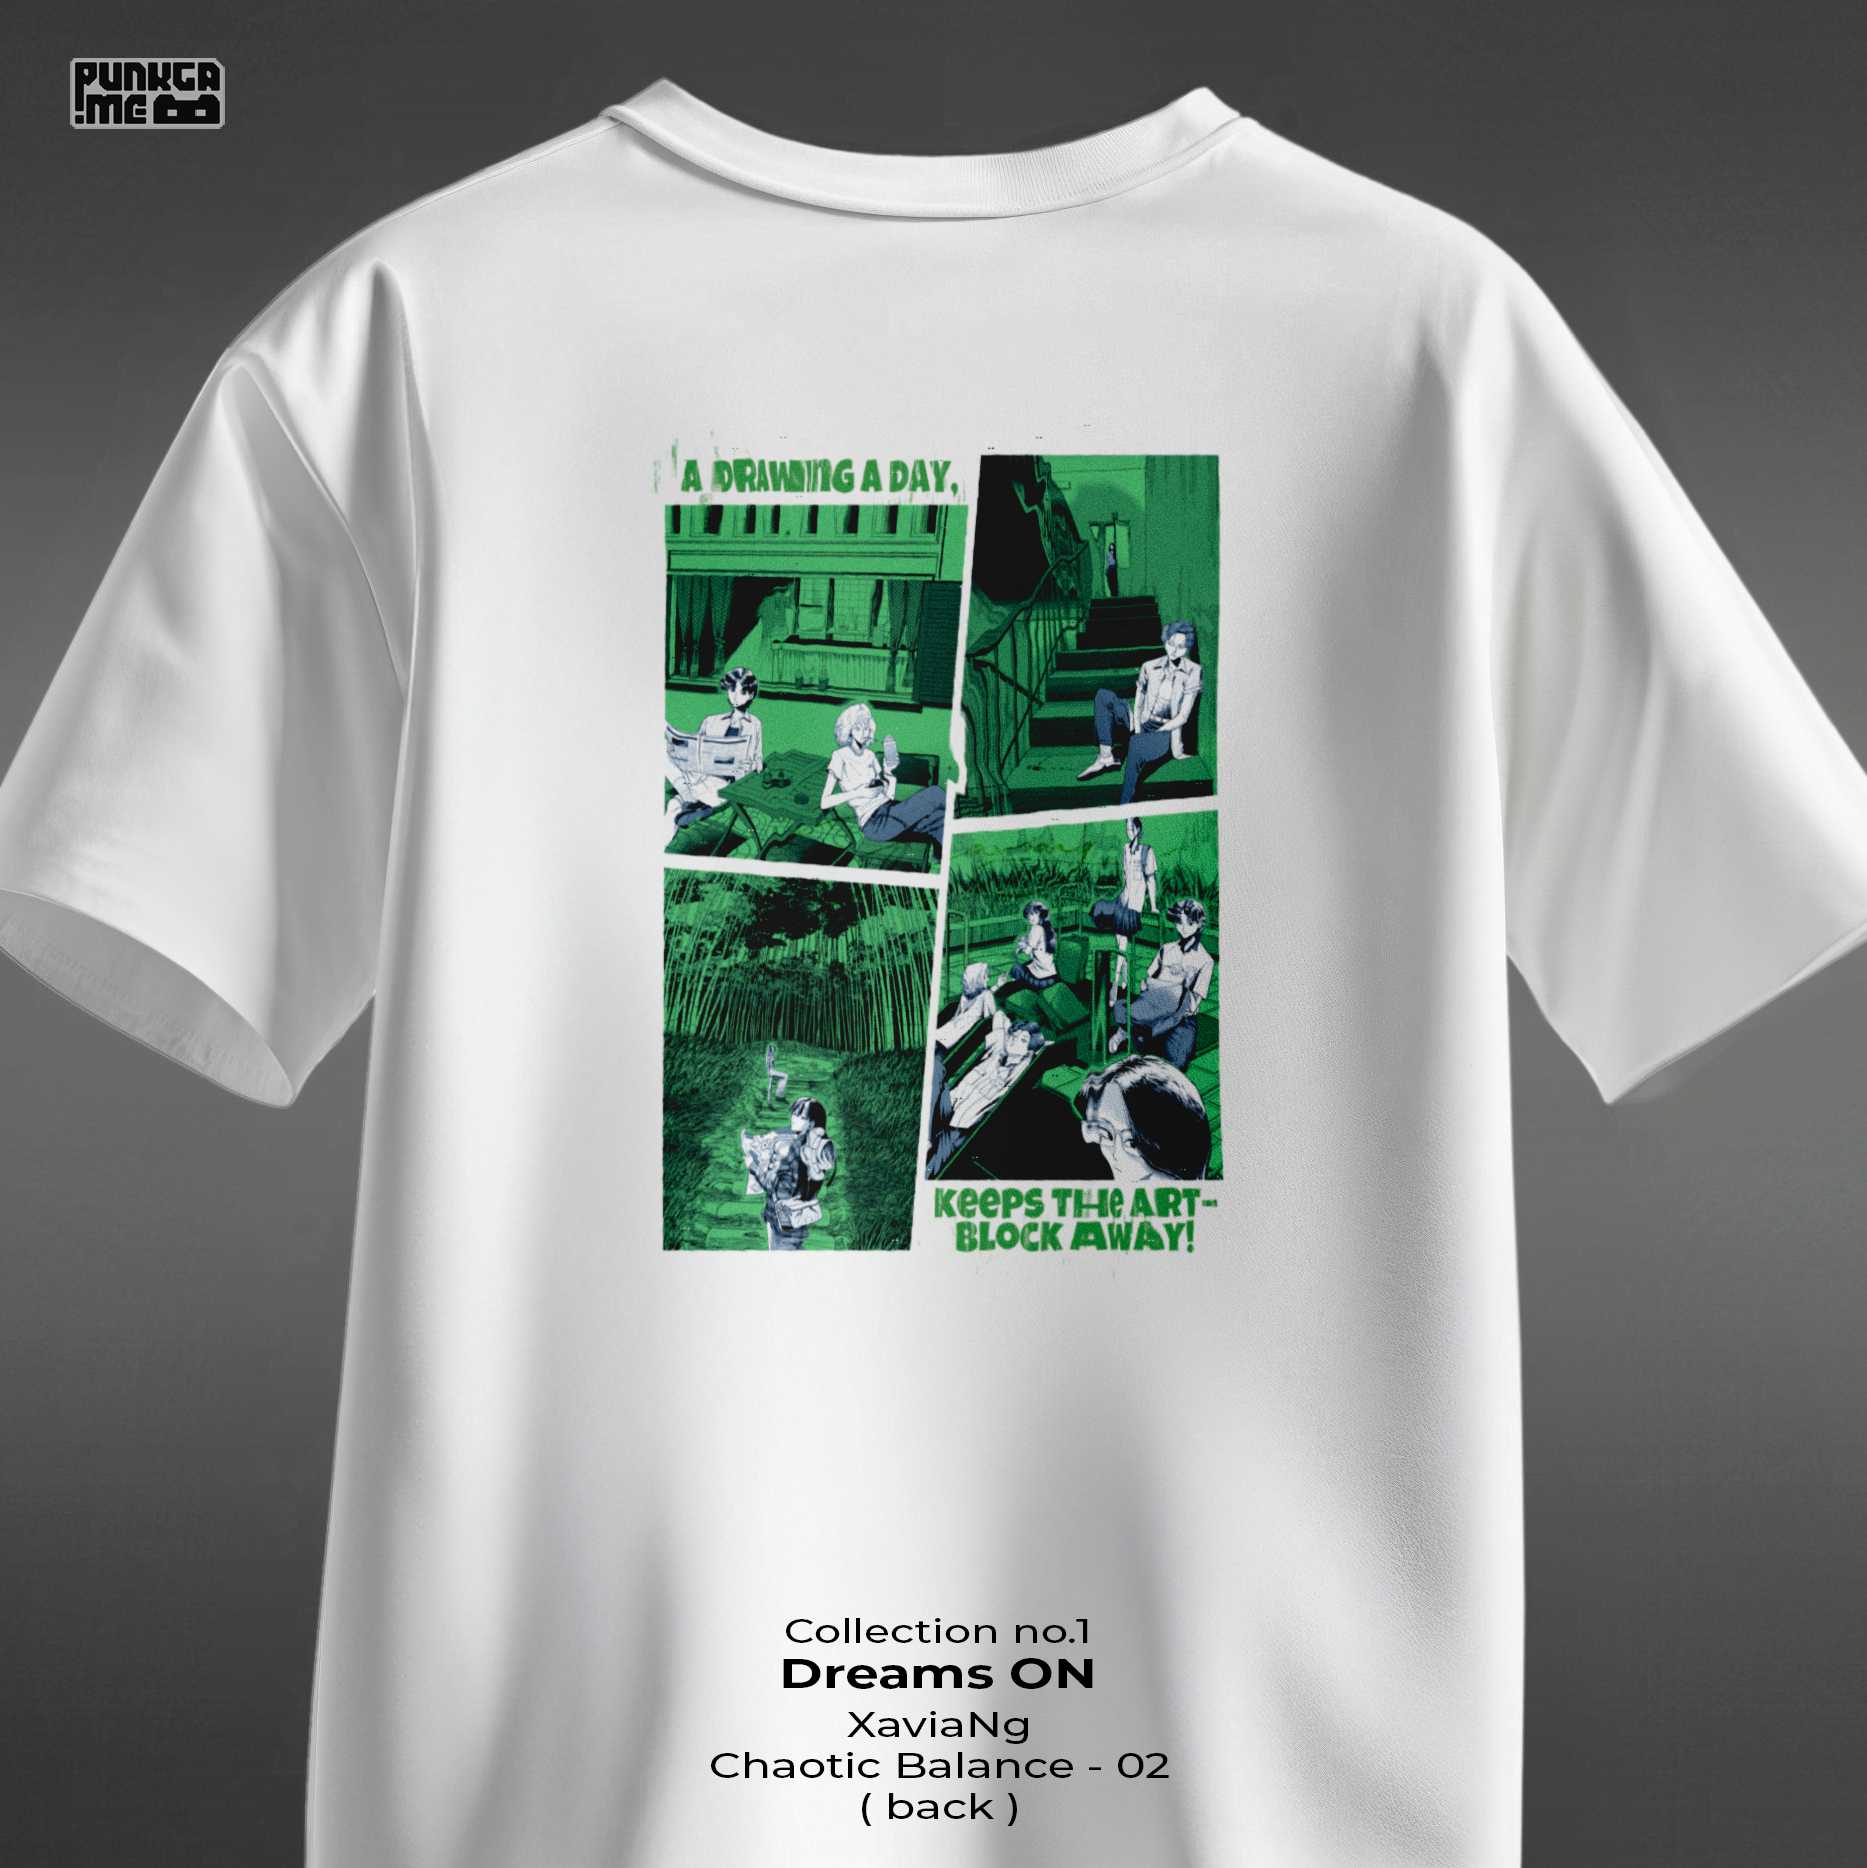 PUNKGA
.ME
A DRAWING A DAY,
KEEPS THE ART-
BLOCK AWAY!
Collection no.1
Dreams ON
XaviaNg
Chaotic Balance - 02
( back )